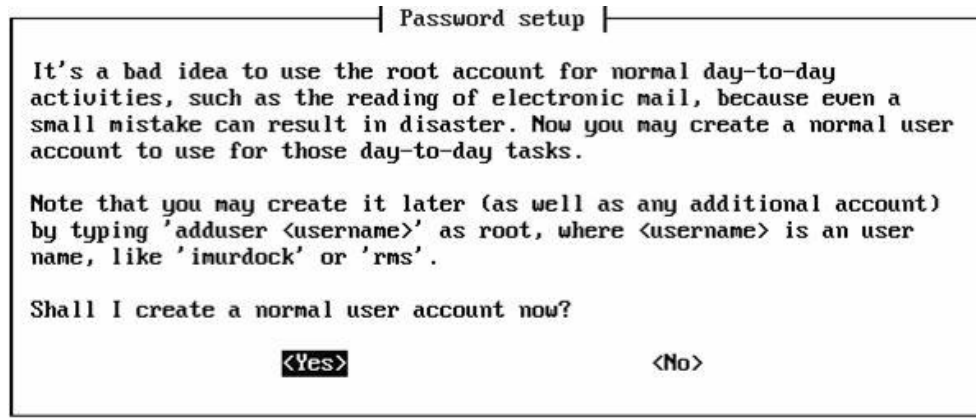 Password setup
It's a bad idea to use the root account for normal day-to-day
activities, such as the reading of electronic mail, because even a
small mistake can result in disaster. Now you may create a normal user
account to use for those day-to-day tasks.
Note that you may create it later (as well as any additional account)
by typing 'adduser <username>' as root, where <username> is an user
name, like 'imurdock' or 'rms'.
Shall I create a normal user account now?
<Yes> <No>